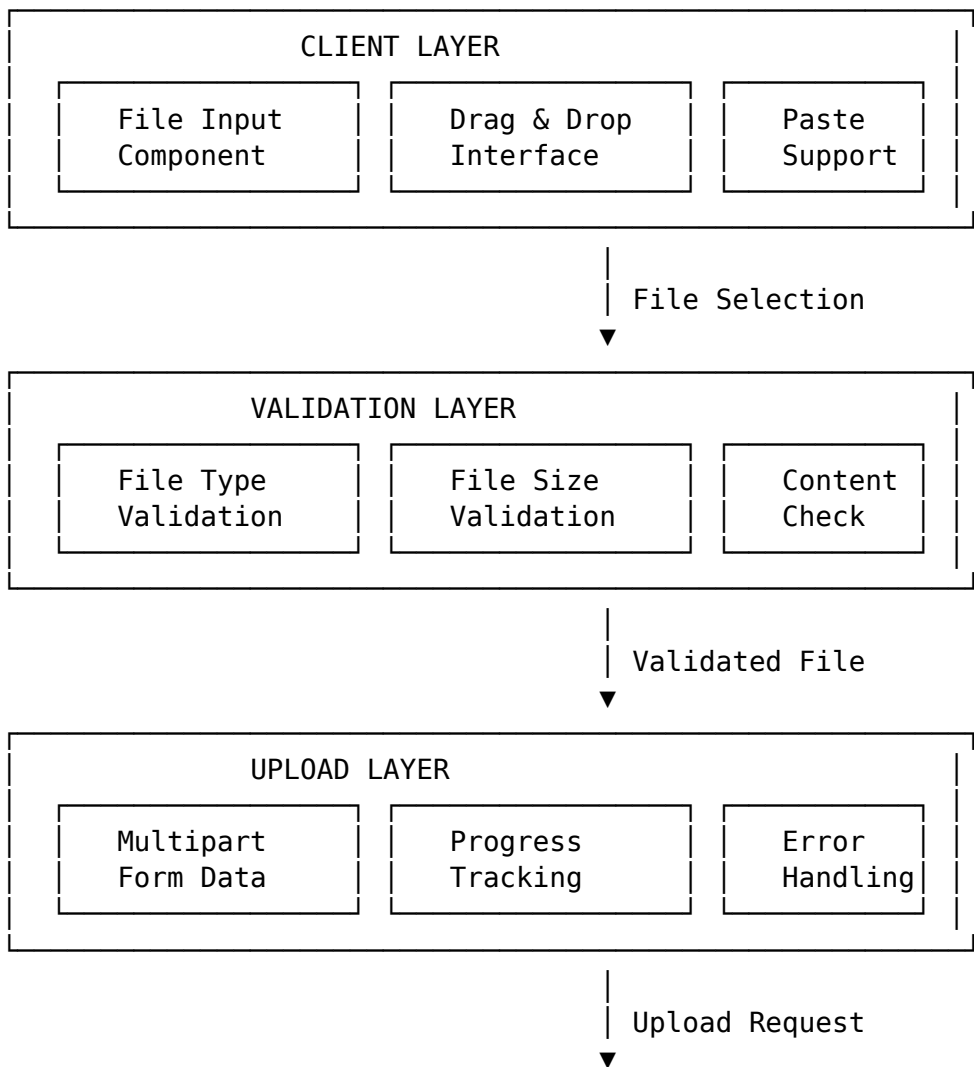 CLIENT LAYER
File Input Drag & Drop Paste
Component Interface Support
File Selection
VALIDATION LAYER
File Type File Size Content
Validation Validation Check
Validated File
UPLOAD LAYER
Multipart Progress Error
Form Data Tracking Handling
Upload Request